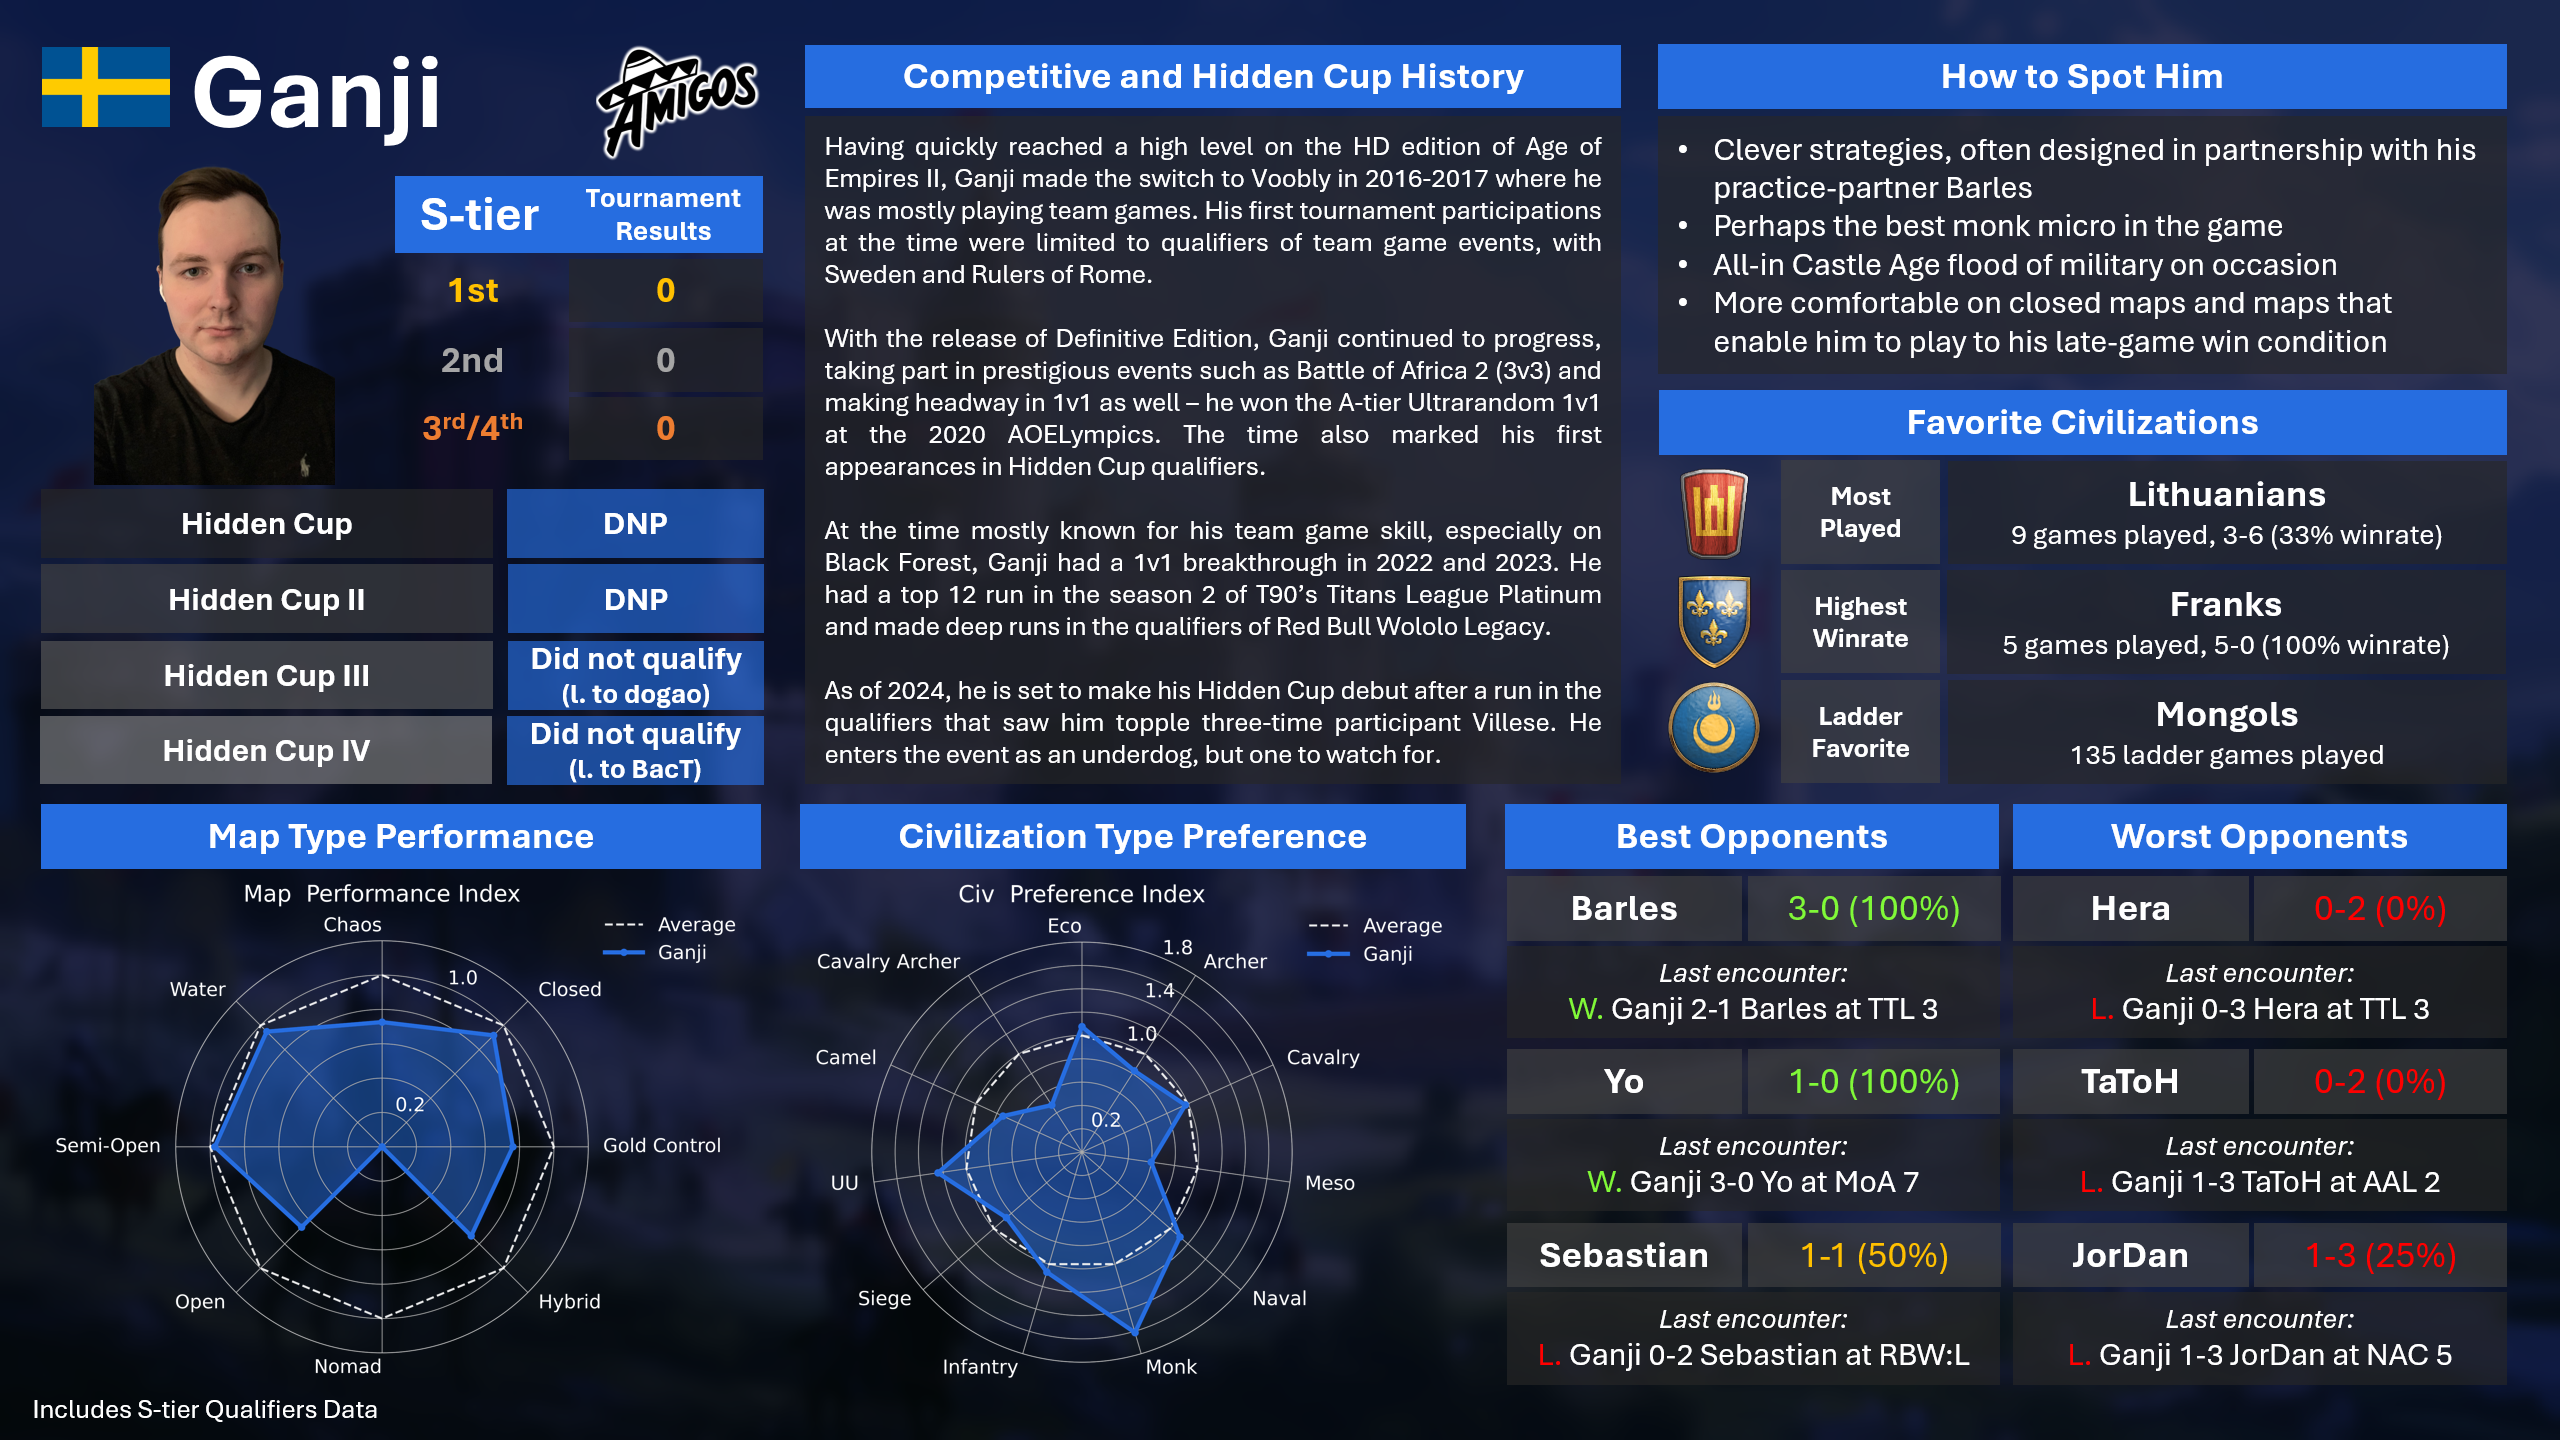 Ganji
AMIGOS
S-tier
Tournament
Results
1st
0
2nd
0
3rd/4th
0
Hidden Cup
DNP
Hidden Cup II
DNP
Hidden Cup III
Did not qualify
(l. to dogao)
Hidden Cup IV
Did not qualify
(l. to BacT)
Competitive and Hidden Cup History
Having quickly reached a high level on the HD edition of Age of
Empires II, Ganji made the switch to Voobly in 2016-2017 where he
was mostly playing team games. His first tournament participations
at the time were limited to qualifiers of team game events, with
Sweden and Rulers of Rome.
With the release of Definitive Edition, Ganji continued to progress,
taking part in prestigious events such as Battle of Africa 2 (3v3) and
making headway in 1v1 as well – he won the A-tier Ultrarandom 1v1
at the 2020 AOELympics. The time also marked his first
appearances in Hidden Cup qualifiers.
At the time mostly known for his team game skill, especially on
Black Forest, Ganji had a 1v1 breakthrough in 2022 and 2023. He
had a top 12 run in the season 2 of T90’s Titans League Platinum
and made deep runs in the qualifiers of Red Bull Wololo Legacy.
As of 2024, he is set to make his Hidden Cup debut after a run in the
qualifiers that saw him topple three-time participant Villese. He
enters the event as an underdog, but one to watch for.
How to Spot Him
• Clever strategies, often designed in partnership with his
practice-partner Barles
• Perhaps the best monk micro in the game
• All-in Castle Age flood of military on occasion
• More comfortable on closed maps and maps that
enable him to play to his late-game win condition
Favorite Civilizations
Most
Played
Lithuanians
9 games played, 3-6 (33% winrate)
Highest
Winrate
Franks
5 games played, 5-0 (100% winrate)
Ladder
Favorite
Mongols
135 ladder games played
Map Type Performance
Map Performance Index
Average
Ganji
Chaos
Closed
Gold Control
Hybrid
Nomad
Open
Semi-Open
Water
1.0
0.2
Civilization Type Preference
Civ Preference Index
Average
Ganji
Eco
Archer
Cavalry
Meso
Naval
Monk
Infantry
Siege
UU
Camel
Cavalry Archer
1.8
1.4
1.0
0.2
Best Opponents
Barles
3-0 (100%)
Last encounter:
W. Ganji 2-1 Barles at TTL 3
Yo
1-0 (100%)
Last encounter:
W. Ganji 3-0 Yo at MoA 7
Sebastian
1-1 (50%)
Last encounter:
L. Ganji 0-2 Sebastian at RBW:L
Worst Opponents
Hera
0-2 (0%)
Last encounter:
L. Ganji 0-3 Hera at TTL 3
TaToH
0-2 (0%)
Last encounter:
L. Ganji 1-3 TaToH at AAL 2
JorDan
1-3 (25%)
Last encounter:
L. Ganji 1-3 JorDan at NAC 5
Includes S-tier Qualifiers Data